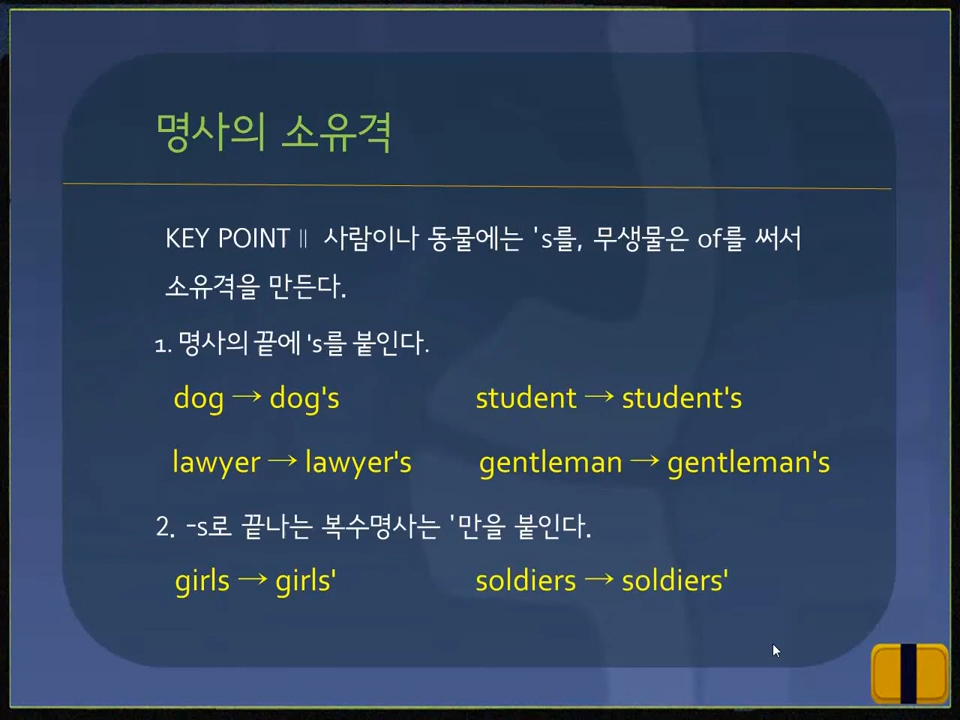 명사의 소유격
KEY POINT || 사람이나 동물에는 's를, 무생물은 of를 써서
소유격을 만든다.
1. 명사의 끝에 's를 붙인다.
dog → dog's student → student's
lawyer → lawyer's gentleman → gentleman's
2. -s로 끝나는 복수명사는 '만을 붙인다.
girls → girls' soldiers → soldiers'